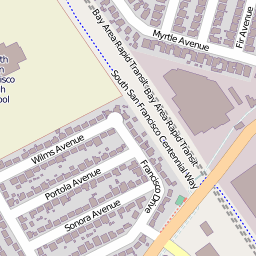 Myrtle Avenue
Fir Avenue
Bay Area Rapid Transit
Bay Area Rapid Transit
South San Francisco Centennial Way
Wilms Avenue
Portola Avenue
Sonora Avenue
Francisco Drive